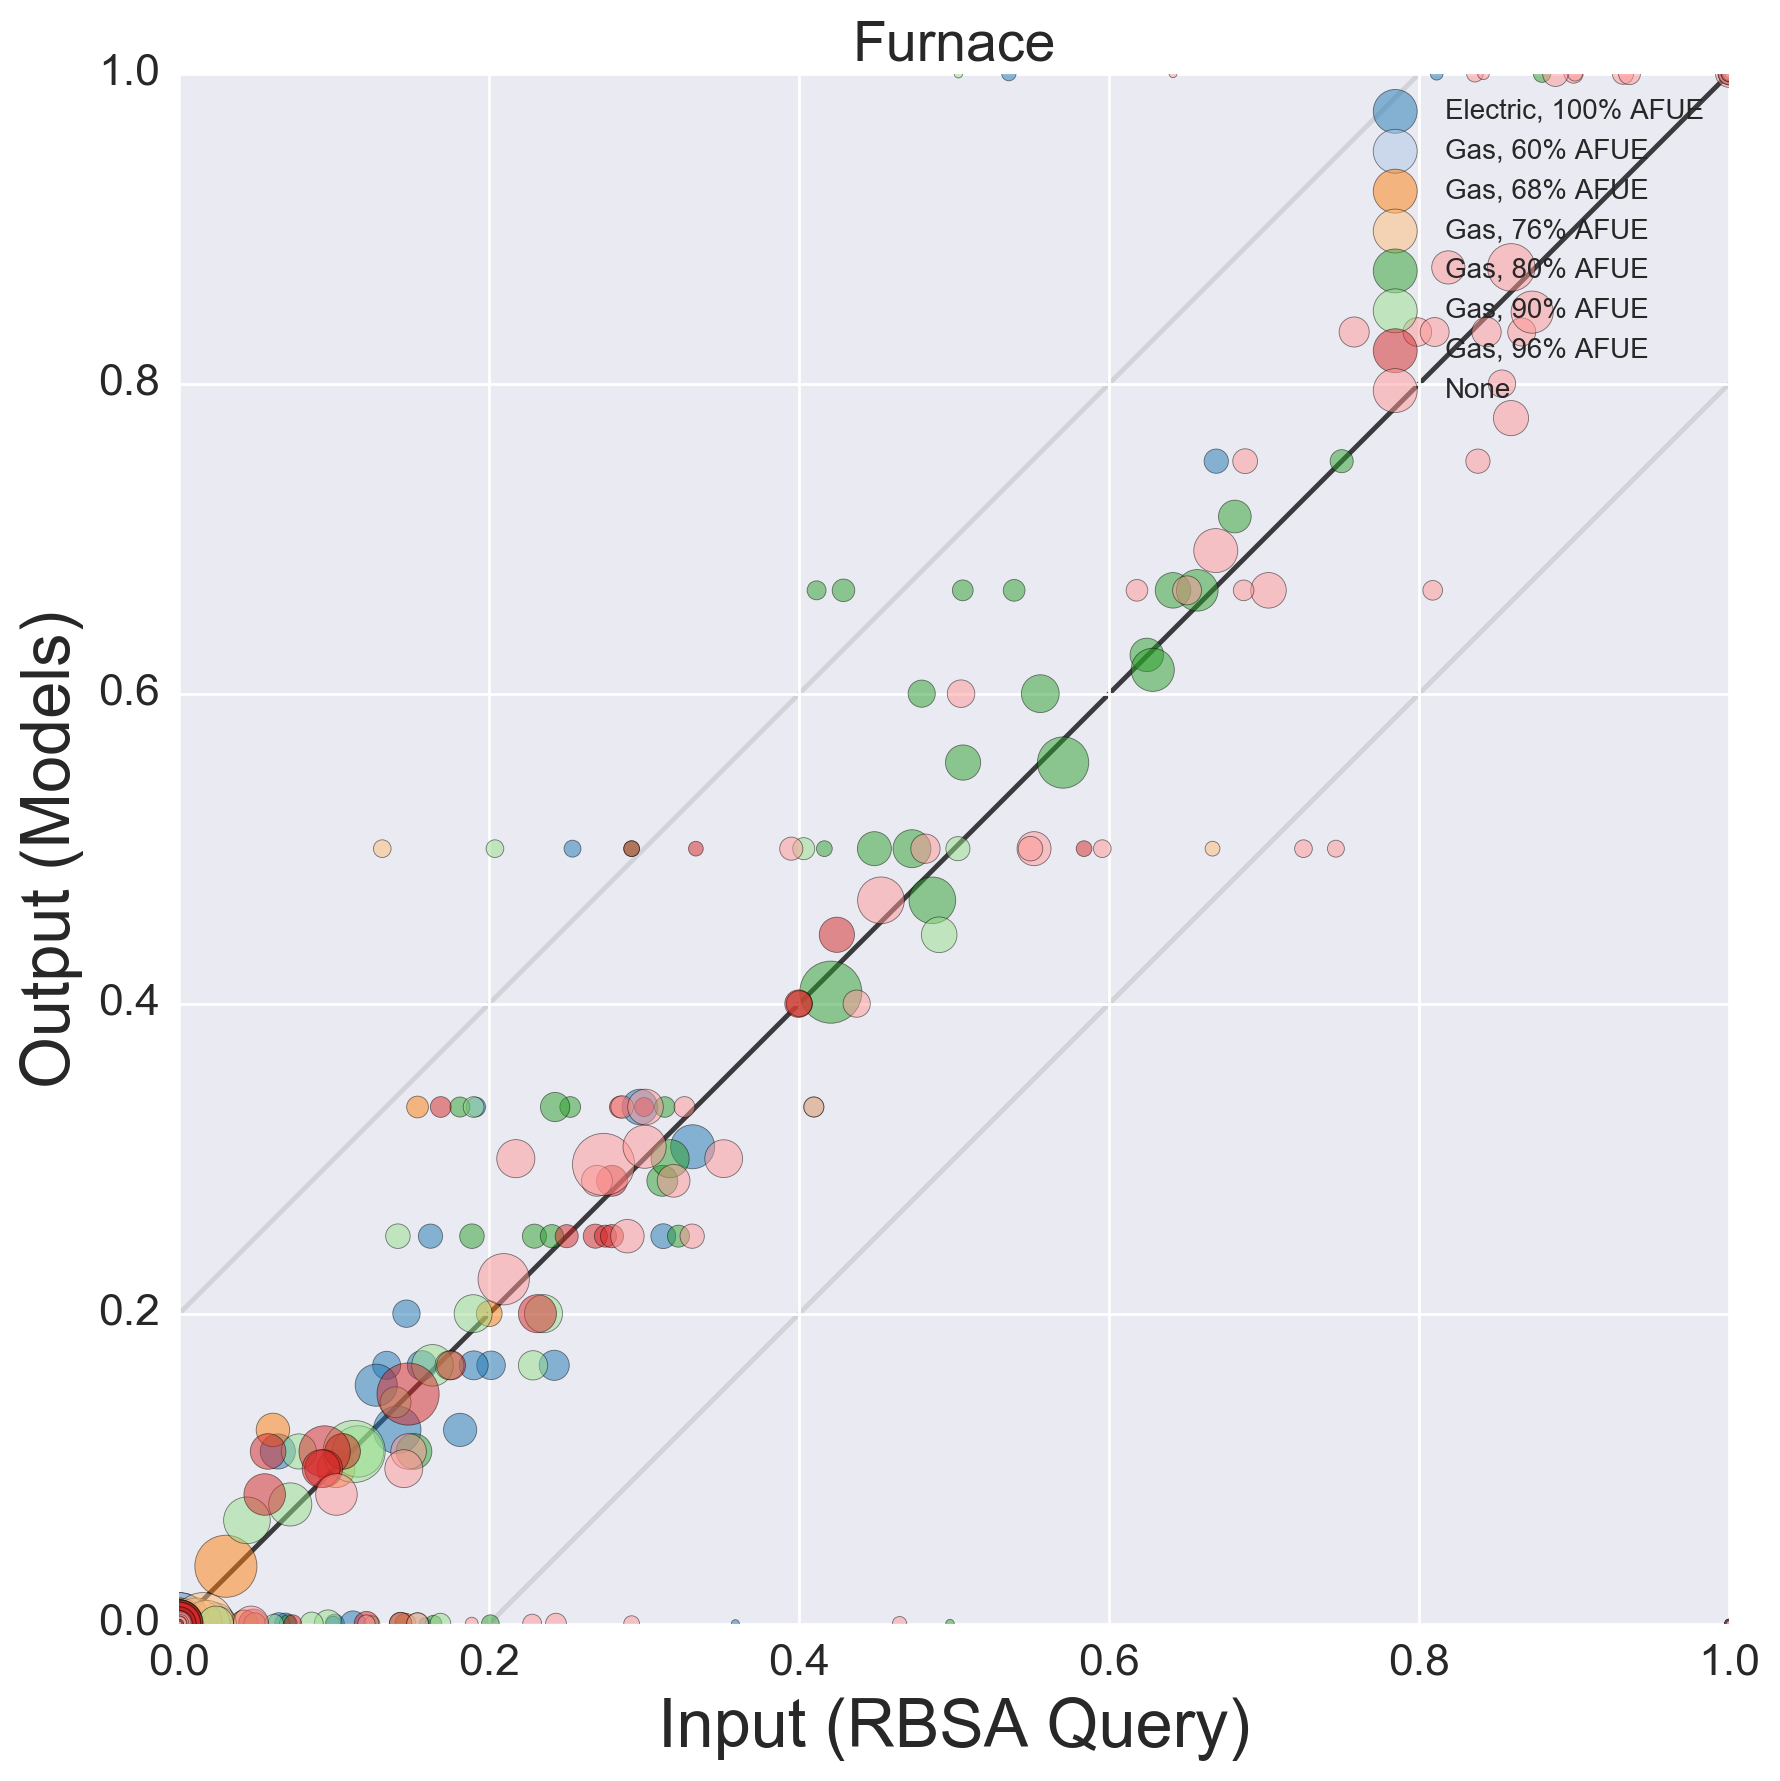 Furnace
1.0
0.8
0.6
0.4
0.2
0.0
Output (Models)
Electric, 100% AFUE
Gas, 60% AFUE
Gas, 68% AFUE
Gas, 76% AFUE
Gas, 80% AFUE
Gas, 90% AFUE
Gas, 96% AFUE
None
0.0 0.2 0.4 0.6 0.8 1.0
Input (RBSA Query)